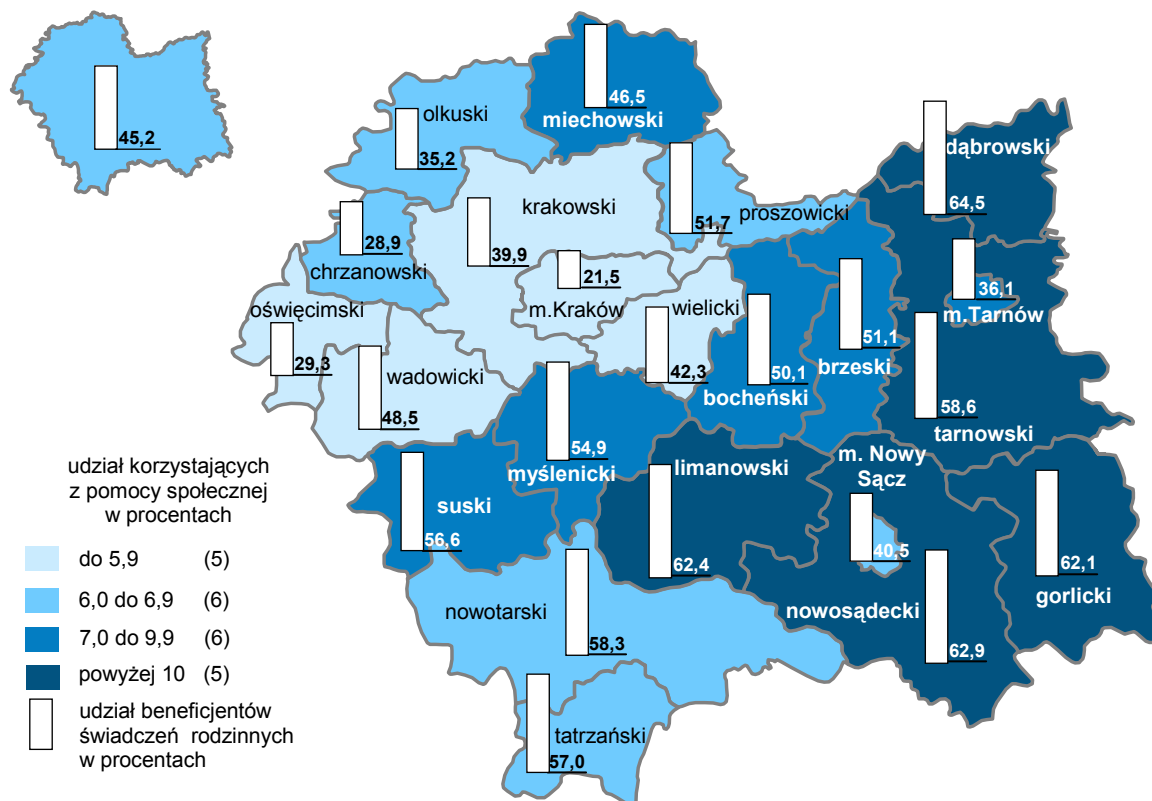 45,2
46,5
miechowski
olkuski
35,2
dąbrowski
64,5
krakowski
39,9
proszowicki
51,7
28,9
chrzanowski
21,5
m.Kraków
36,1
m.Tarnów
oświęcimski
29,3
wielicki
42,3
wadowicki
48,5
50,1
bocheński
51,1
brzeski
58,6
tarnowski
54,9
myślenicki
limanowski
62,4
m. Nowy
Sącz
40,5
suski
56,6
62,1
gorlicki
nowosądecki
62,9
nowotarski
58,3
tatrzański
57,0
udział korzystających
z pomocy społecznej
w procentach
do 5,9 (5)
6,0 do 6,9 (6)
7,0 do 9,9 (6)
powyżej 10 (5)
udział beneficjentów
świadczeń rodzinnych
w procentach